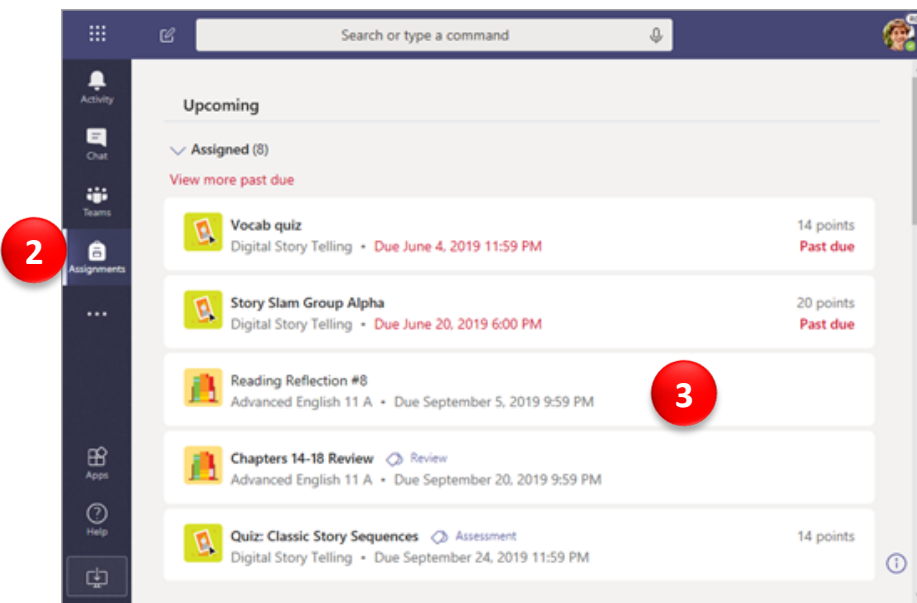 Search or type a command
Activity
Chat
Teams
2
Assignments
Apps
Help
Upcoming
Assigned (8)
View more past due
Vocab quiz
14 points
Digital Story Telling • Due June 4, 2019 11:59 PM
Past due
Story Slam Group Alpha
20 points
Digital Story Telling • Due June 20, 2019 6:00 PM
Past due
Reading Reflection #8
Advanced English 11 A • Due September 5, 2019 9:59 PM
3
Chapters 14-18 Review Review
Advanced English 11 A • Due September 20, 2019 9:59 PM
Quiz: Classic Story Sequences Assessment
14 points
Digital Story Telling • Due September 24, 2019 11:59 PM